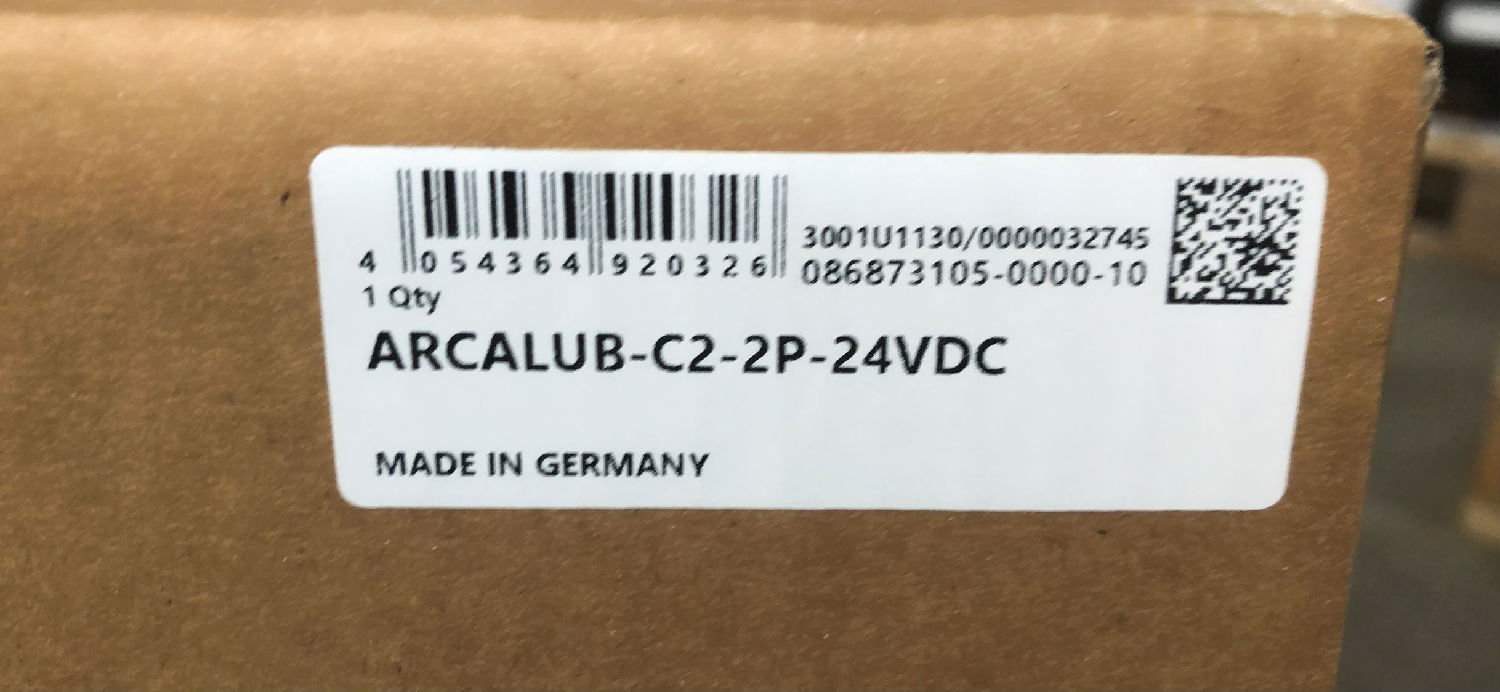 4 054364 920326
3001U1130/0000032745
086873105-0000-10
1 Qty
ARCALUB-C2-2P-24VDC
MADE IN GERMANY